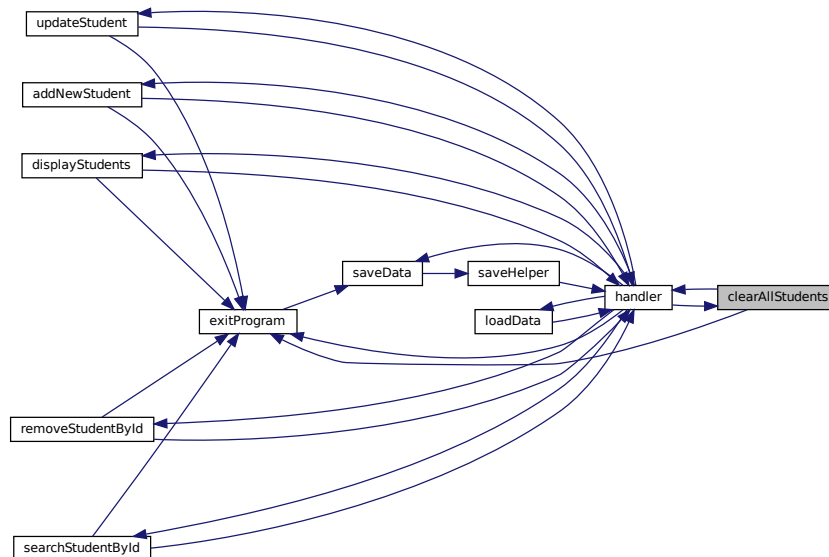 updateStudent
addNewStudent
displayStudents
saveData
saveHelper
handler
clearAllStudents
exitProgram
loadData
removeStudentById
searchStudentById